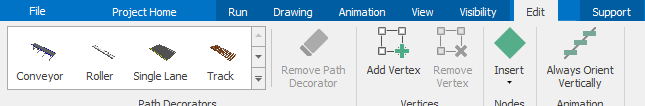 File Project Home Run Drawing Animation View Visibility Edit Support
Conveyor Roller Single Lane Track
Remove Path
Decorator
Add Vertex
Remove
Vertex
Insert
Always Orient
Vertically
Path Decorators Vertices Nodes Animation